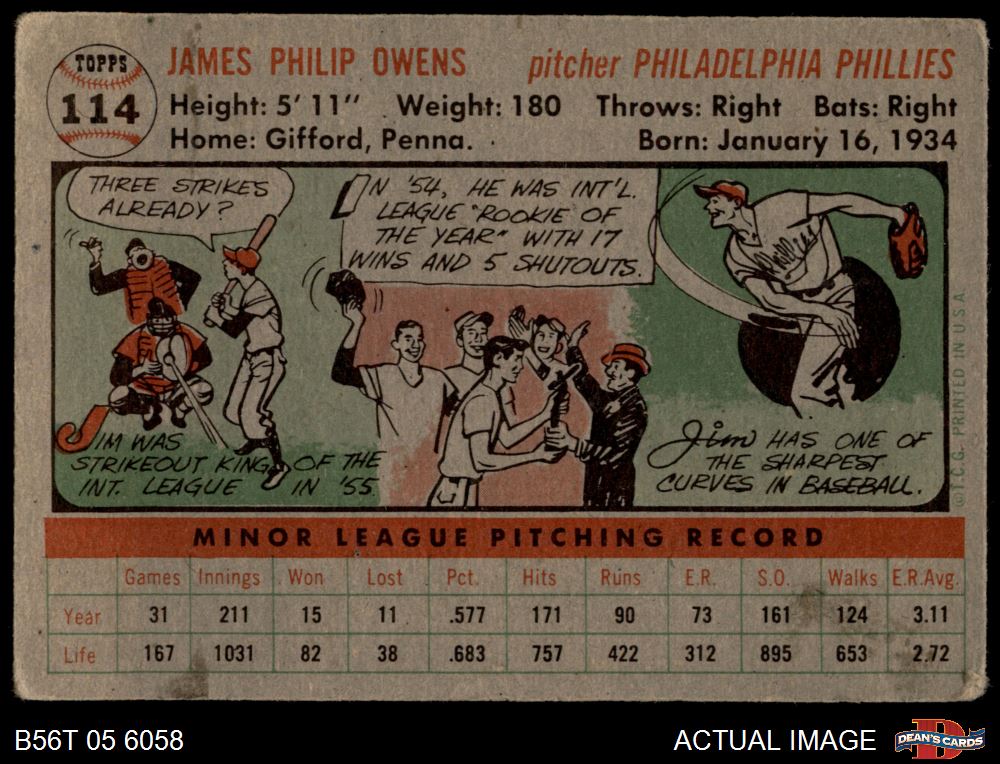 TOPPS
114
JAMES PHILIP OWENS pitcher PHILADELPHIA PHILLIES
Height: 5' 11" Weight: 180 Throws: Right Bats: Right
Home: Gifford, Penna. Born: January 16, 1934
THREE STRIKES
ALREADY?
JIM WAS
STRIKEOUT KING OF THE
INT. LEAGUE IN '55
IN '54, HE WAS INT'L.
LEAGUE "ROOKIE OF
THE YEAR" WITH 17
WINS AND 5 SHUTOUTS.
Phillies
Jim HAS ONE OF
THE SHARPEST
CURVES IN BASEBALL.
©T.C.G. PRINTED IN U.S.A.
MINOR LEAGUE PITCHING RECORD
Games Innings Won Lost Pct. Hits Runs E.R. S.O. Walks E.R.Avg.
Year 31 211 15 11 .577 171 90 73 161 124 3.11
Life 167 1031 82 38 .683 757 422 312 895 653 2.72
B56T 05 6058 ACTUAL IMAGE
DEAN'S CARDS